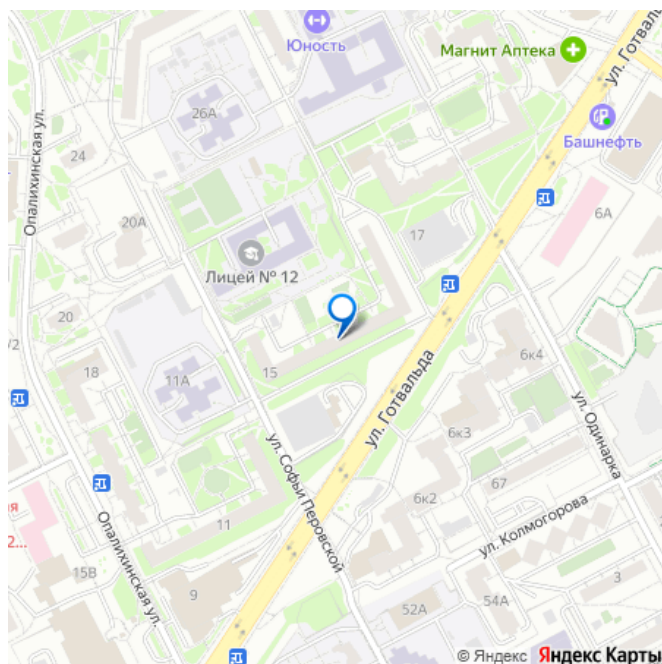 Юность
Магнит Аптека
ул. Готвальда
Башнефть
26А
Опалихинская ул.
24
6А
20А
17
Лицей № 12
20
18
11А
15
ул. Готвальда
6к4
ул. Одинарка
6к3
ул. Софьи Перовской
6к2
67
11
ул. Колмогорова
Опалихинская ул.
15В
9
52А
54А
3
© Яндекс Яндекс Карты